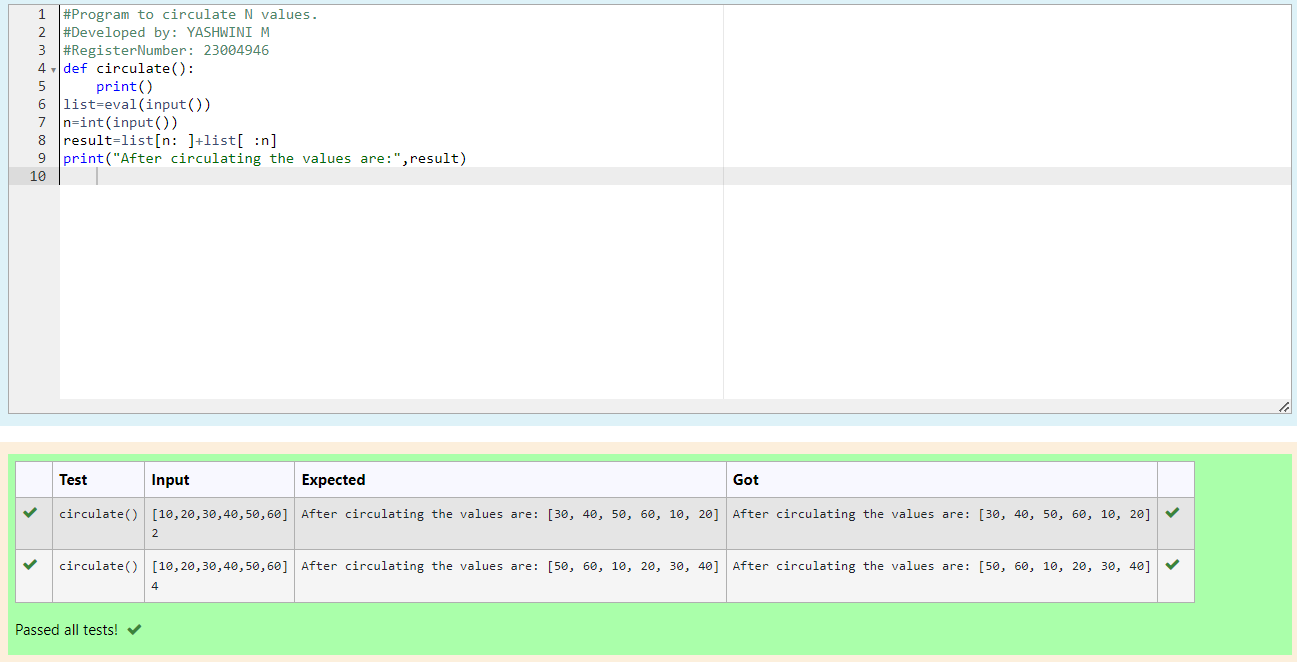 1 #Program to circulate N values.
2 #Developed by: YASHWINI M
3 #RegisterNumber: 23004946
4 def circulate():
5     print()
6 list=eval(input())
7 n=int(input())
8 result=list[n: ]+list[ :n]
9 print("After circulating the values are:",result)
10
Test Input Expected Got
circulate() [10,20,30,40,50,60] After circulating the values are: [30, 40, 50, 60, 10, 20] After circulating the values are: [30, 40, 50, 60, 10, 20]
2
circulate() [10,20,30,40,50,60] After circulating the values are: [50, 60, 10, 20, 30, 40] After circulating the values are: [50, 60, 10, 20, 30, 40]
4
Passed all tests!